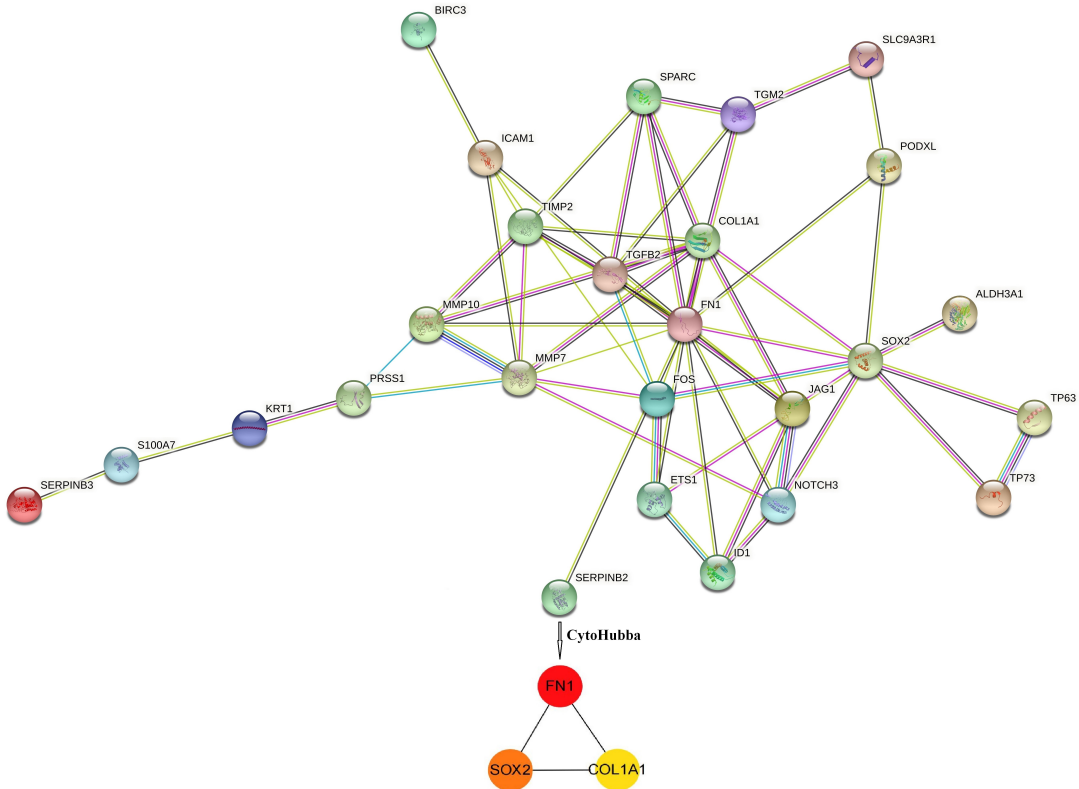 BIRC3
SLC9A3R1
SPARC
TGM2
ICAM1
PODXL
TIMP2
COL1A1
TGFB2
ALDH3A1
MMP10
FN1
SOX2
MMP7
PRSS1
FOS
JAG1
TP63
KRT1
S100A7
TP73
SERPINB3
ETS1
NOTCH3
ID1
SERPINB2
CytoHubba
FN1
SOX2
COL1A1